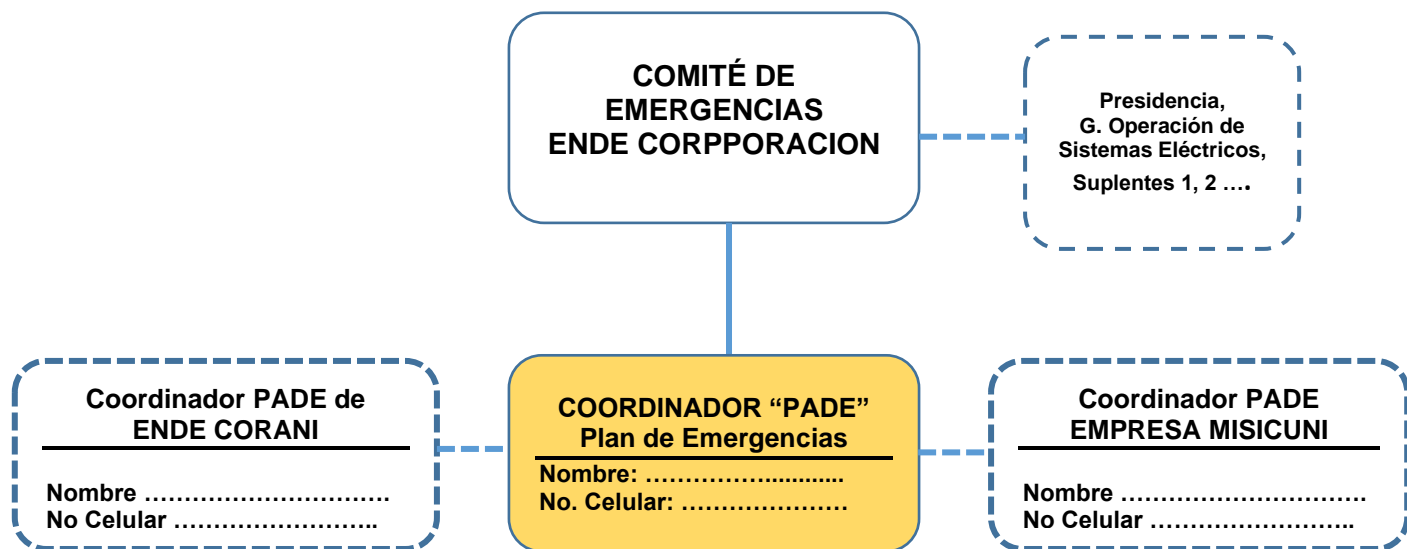 COMITÉ DE
EMERGENCIAS
ENDE CORPPORACION
Presidencia,
G. Operación de
Sistemas Eléctricos,
Suplentes 1, 2 ….
Coordinador PADE de
ENDE CORANI
Nombre ………………………….
No Celular ……………………..
COORDINADOR “PADE”
Plan de Emergencias
Nombre: ……………............
No. Celular: …………………
Coordinador PADE
EMPRESA MISICUNI
Nombre ………………………….
No Celular ……………………..